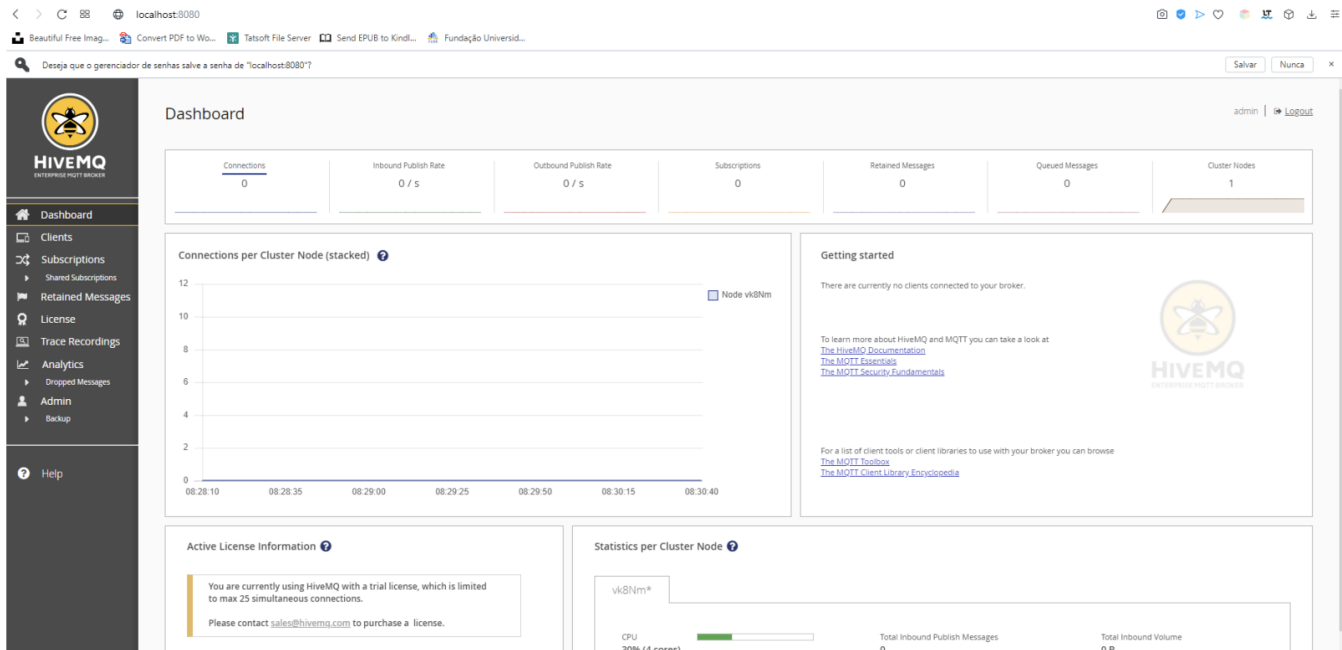 localhost:8080
Beautiful Free Imag...
Convert PDF to Wo...
Tatsoft File Server
Send EPUB to Kindl...
Fundação Universid...
Deseja que o gerenciador de senhas salve a senha de "localhost:8080"?
Salvar
Nunca
HIVEMQ
ENTERPRISE MQTT BROKER
Dashboard
Clients
Subscriptions
Shared Subscriptions
Retained Messages
License
Trace Recordings
Analytics
Dropped Messages
Admin
Backup
Help
Dashboard
admin
Logout
Connections
0
Inbound Publish Rate
0 / s
Outbound Publish Rate
0 / s
Subscriptions
0
Retained Messages
0
Queued Messages
0
Cluster Nodes
1
Connections per Cluster Node (stacked)
12
10
8
6
4
2
0
08:28:10 08:28:35 08:29:00 08:29:25 08:29:50 08:30:15 08:30:40
Node vk8Nm
Getting started
There are currently no clients connected to your broker.
To learn more about HiveMQ and MQTT you can take a look at
The HiveMQ Documentation
The MQTT Essentials
The MQTT Security Fundamentals
HIVEMQ
ENTERPRISE MQTT BROKER
For a list of client tools or client libraries to use with your broker you can browse
The MQTT Toolbox
The MQTT Client Library Encyclopedia
Active License Information
You are currently using HiveMQ with a trial license, which is limited
to max 25 simultaneous connections.
Please contact sales@hivemq.com to purchase a license.
Statistics per Cluster Node
vk8Nm*
CPU
30% (4 cores)
Total Inbound Publish Messages
0
Total Inbound Volume
0 B